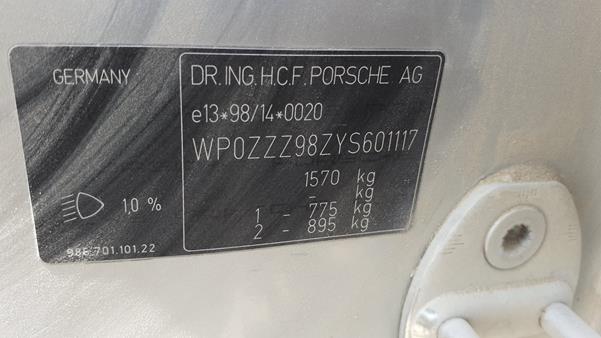 GERMANY
DR.ING.H.C.F.PORSCHE AG
e13*98/14*0020
WP0ZZZ98ZYS601117
1570 kg
- kg
1 - 775 kg
2 - 895 kg
1,0 %
986.701.101.22